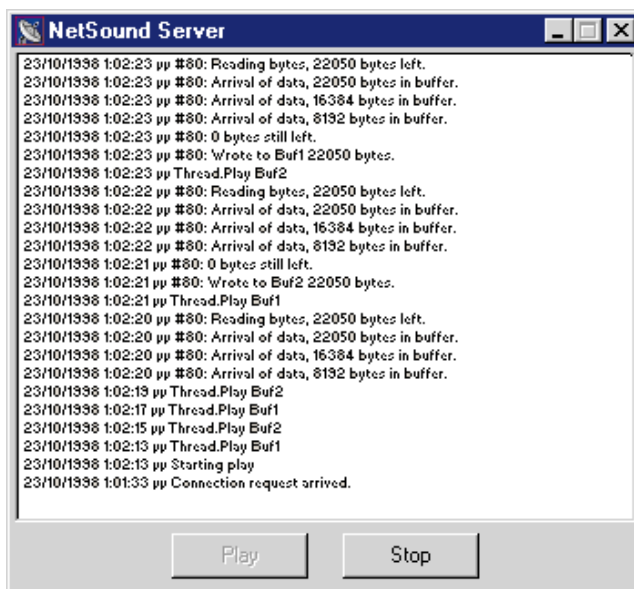 NetSound Server
23/10/1998 1:02:23 μμ #80: Reading bytes, 22050 bytes left.
23/10/1998 1:02:23 μμ #80: Arrival of data, 22050 bytes in buffer.
23/10/1998 1:02:23 μμ #80: Arrival of data, 16384 bytes in buffer.
23/10/1998 1:02:23 μμ #80: Arrival of data, 8192 bytes in buffer.
23/10/1998 1:02:23 μμ #80: 0 bytes still left.
23/10/1998 1:02:23 μμ #80: Wrote to Buf1 22050 bytes.
23/10/1998 1:02:23 μμ Thread.Play Buf2
23/10/1998 1:02:22 μμ #80: Reading bytes, 22050 bytes left.
23/10/1998 1:02:22 μμ #80: Arrival of data, 22050 bytes in buffer.
23/10/1998 1:02:22 μμ #80: Arrival of data, 16384 bytes in buffer.
23/10/1998 1:02:22 μμ #80: Arrival of data, 8192 bytes in buffer.
23/10/1998 1:02:21 μμ #80: 0 bytes still left.
23/10/1998 1:02:21 μμ #80: Wrote to Buf2 22050 bytes.
23/10/1998 1:02:21 μμ Thread.Play Buf1
23/10/1998 1:02:20 μμ #80: Reading bytes, 22050 bytes left.
23/10/1998 1:02:20 μμ #80: Arrival of data, 22050 bytes in buffer.
23/10/1998 1:02:20 μμ #80: Arrival of data, 16384 bytes in buffer.
23/10/1998 1:02:20 μμ #80: Arrival of data, 8192 bytes in buffer.
23/10/1998 1:02:19 μμ Thread.Play Buf2
23/10/1998 1:02:17 μμ Thread.Play Buf1
23/10/1998 1:02:15 μμ Thread.Play Buf2
23/10/1998 1:02:13 μμ Thread.Play Buf1
23/10/1998 1:02:13 μμ Starting play
23/10/1998 1:01:33 μμ Connection request arrived.
Play Stop